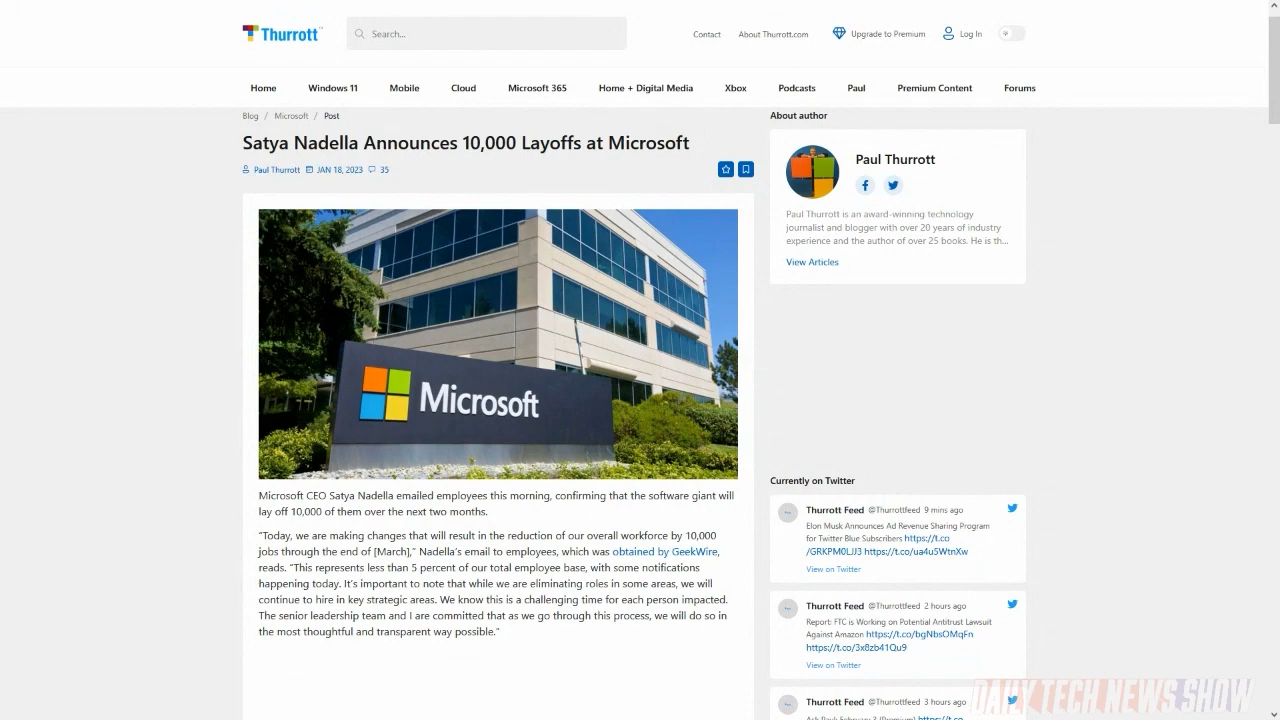 Thurrott
Search...
Contact
About Thurrott.com
Upgrade to Premium
Log In
Home
Windows 11
Mobile
Cloud
Microsoft 365
Home + Digital Media
Xbox
Podcasts
Paul
Premium Content
Forums
Blog / Microsoft / Post
Satya Nadella Announces 10,000 Layoffs at Microsoft
Paul Thurrott JAN 18, 2023 35
Microsoft
Microsoft CEO Satya Nadella emailed employees this morning, confirming that the software giant will
lay off 10,000 of them over the next two months.
“Today, we are making changes that will result in the reduction of our overall workforce by 10,000
jobs through the end of [March],” Nadella’s email to employees, which was obtained by GeekWire,
reads. “This represents less than 5 percent of our total employee base, with some notifications
happening today. It’s important to note that while we are eliminating roles in some areas, we will
continue to hire in key strategic areas. We know this is a challenging time for each person impacted.
The senior leadership team and I are committed that as we go through this process, we will do so in
the most thoughtful and transparent way possible.”
About author
Paul Thurrott
Paul Thurrott is an award-winning technology
journalist and blogger with over 20 years of industry
experience and the author of over 25 books. He is th...
View Articles
Currently on Twitter
Thurrott Feed @Thurrottfeed 9 mins ago
Elon Musk Announces Ad Revenue Sharing Program
for Twitter Blue Subscribers https://t.co
/GRKPM0LJJ3 https://t.co/ua4u5WtnXw
View on Twitter
Thurrott Feed @Thurrottfeed 2 hours ago
Report: FTC is Working on Potential Antitrust Lawsuit
Against Amazon https://t.co/bgNbsOMqFn
https://t.co/3x8zb41Qu9
View on Twitter
Thurrott Feed @Thurrottfeed 3 hours ago
Ask Paul: February 3 (Premium) https://t.co
DAILY TECH NEWS SHOW